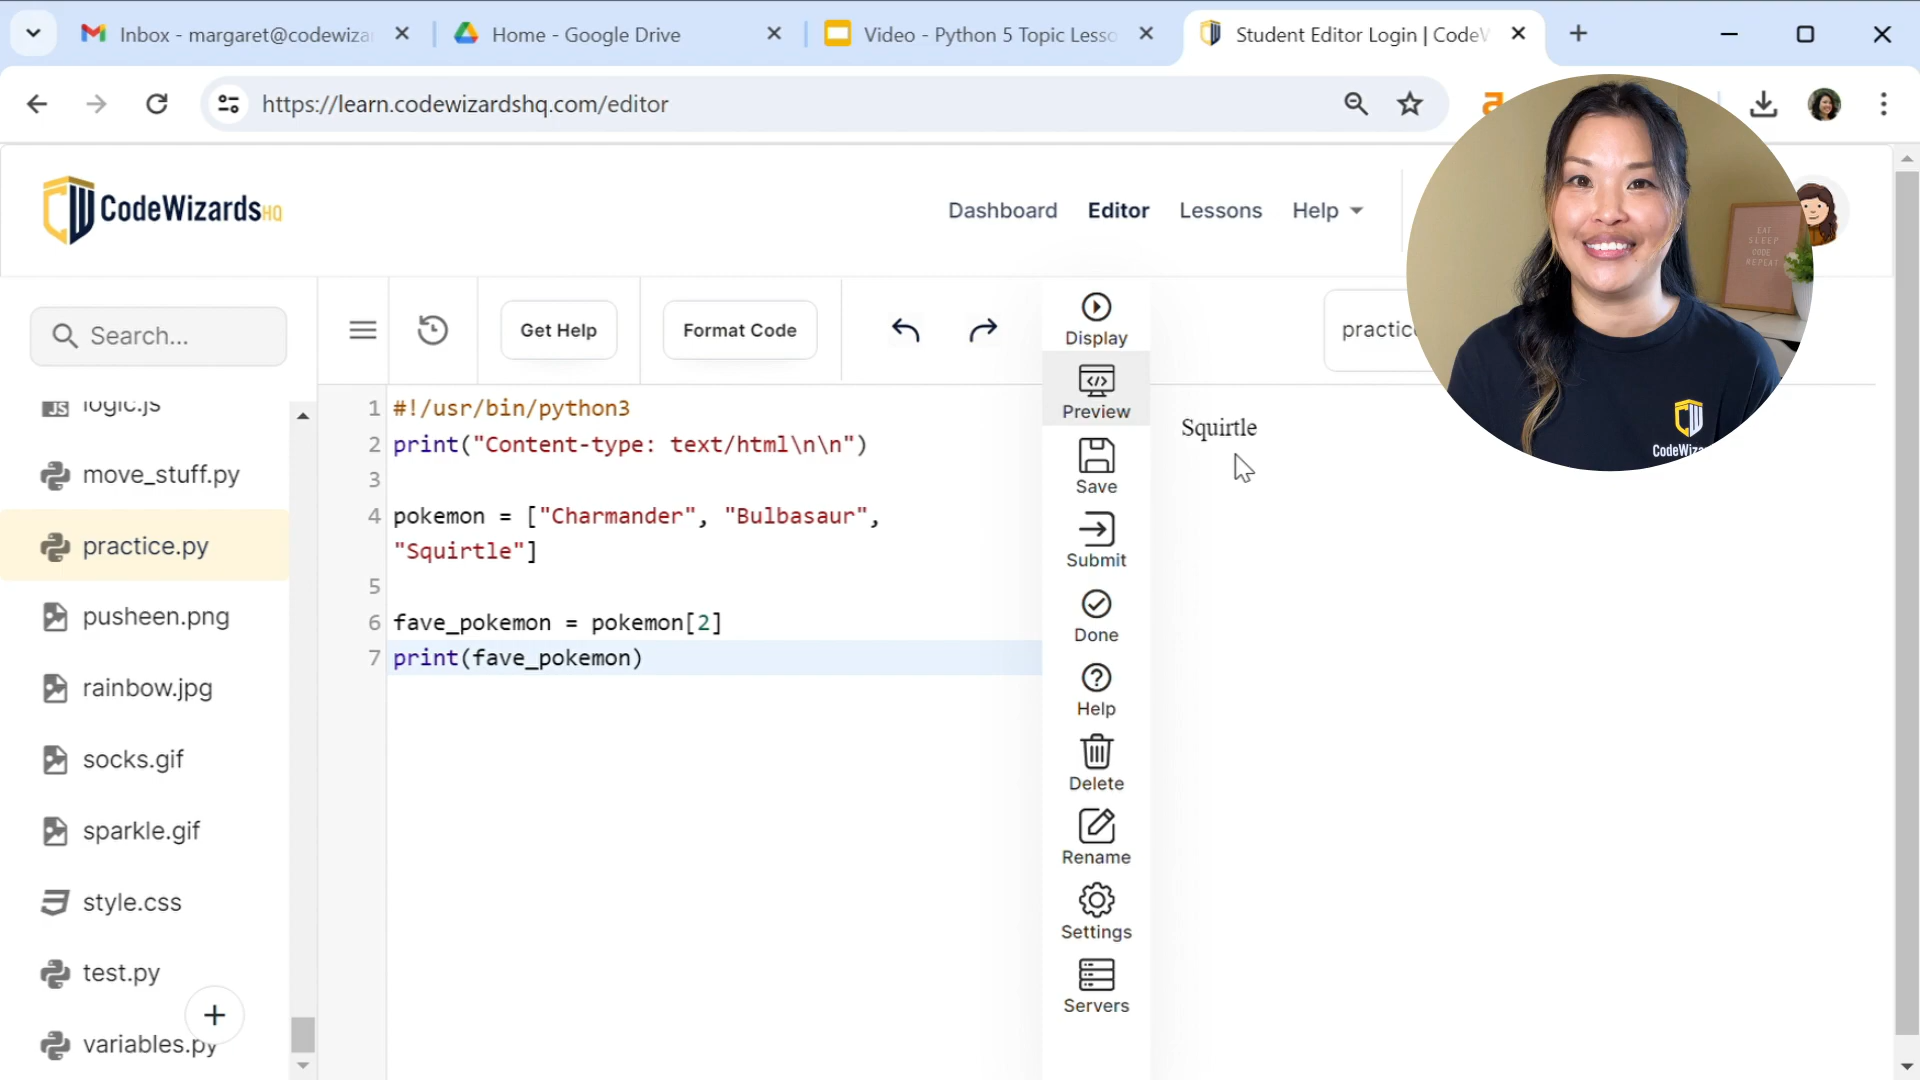 Inbox - margaret@codewiza
Home - Google Drive
Video - Python 5 Topic Lesso
Student Editor Login | CodeW
https://learn.codewizardshq.com/editor
CodeWizardsHQ
Dashboard
Editor
Lessons
Help
EAT
SLEEP
CODE
REPEAT
CodeWiza
Search...
Get Help
Format Code
practic
logic.js
move_stuff.py
practice.py
pusheen.png
rainbow.jpg
socks.gif
sparkle.gif
style.css
test.py
variables.py
1 #!/usr/bin/python3
2 print("Content-type: text/html\n\n")
3
4 pokemon = ["Charmander", "Bulbasaur",
"Squirtle"]
5
6 fave_pokemon = pokemon[2]
7 print(fave_pokemon)
Display
Preview
Save
Submit
Done
Help
Delete
Rename
Settings
Servers
Squirtle